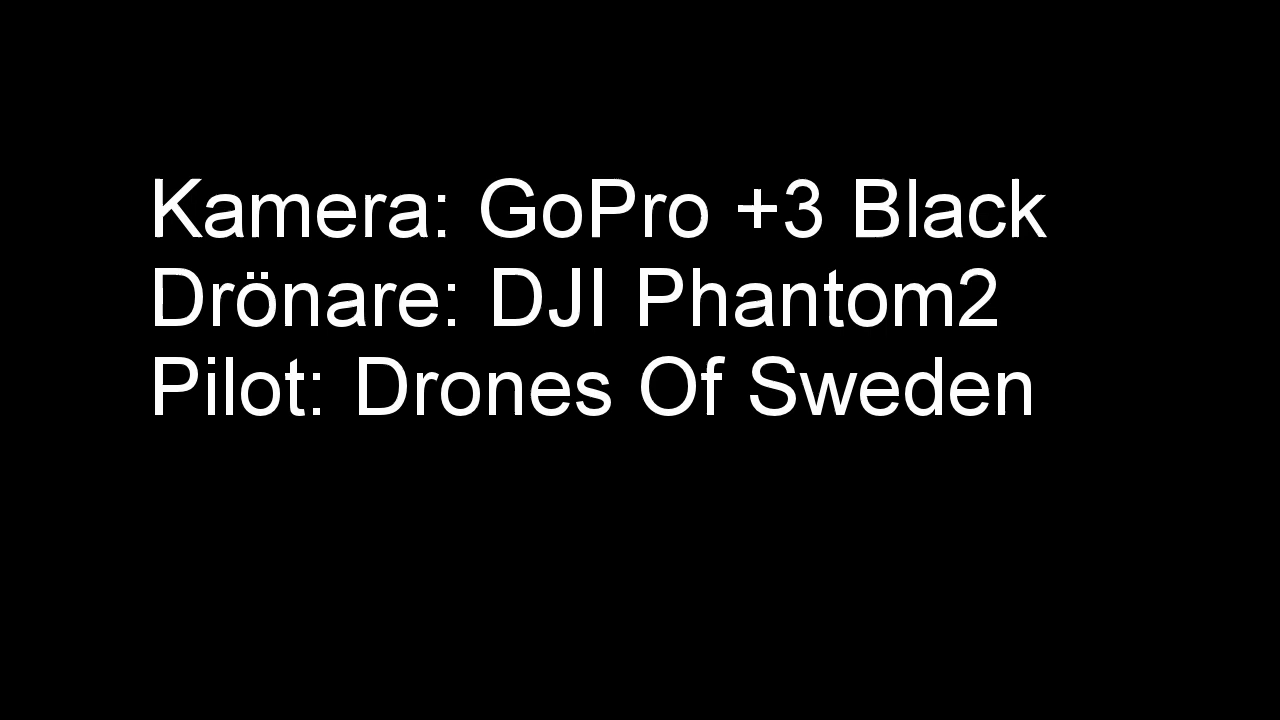 Kamera: GoPro +3 Black
Drönare: DJI Phantom2
Pilot: Drones Of Sweden